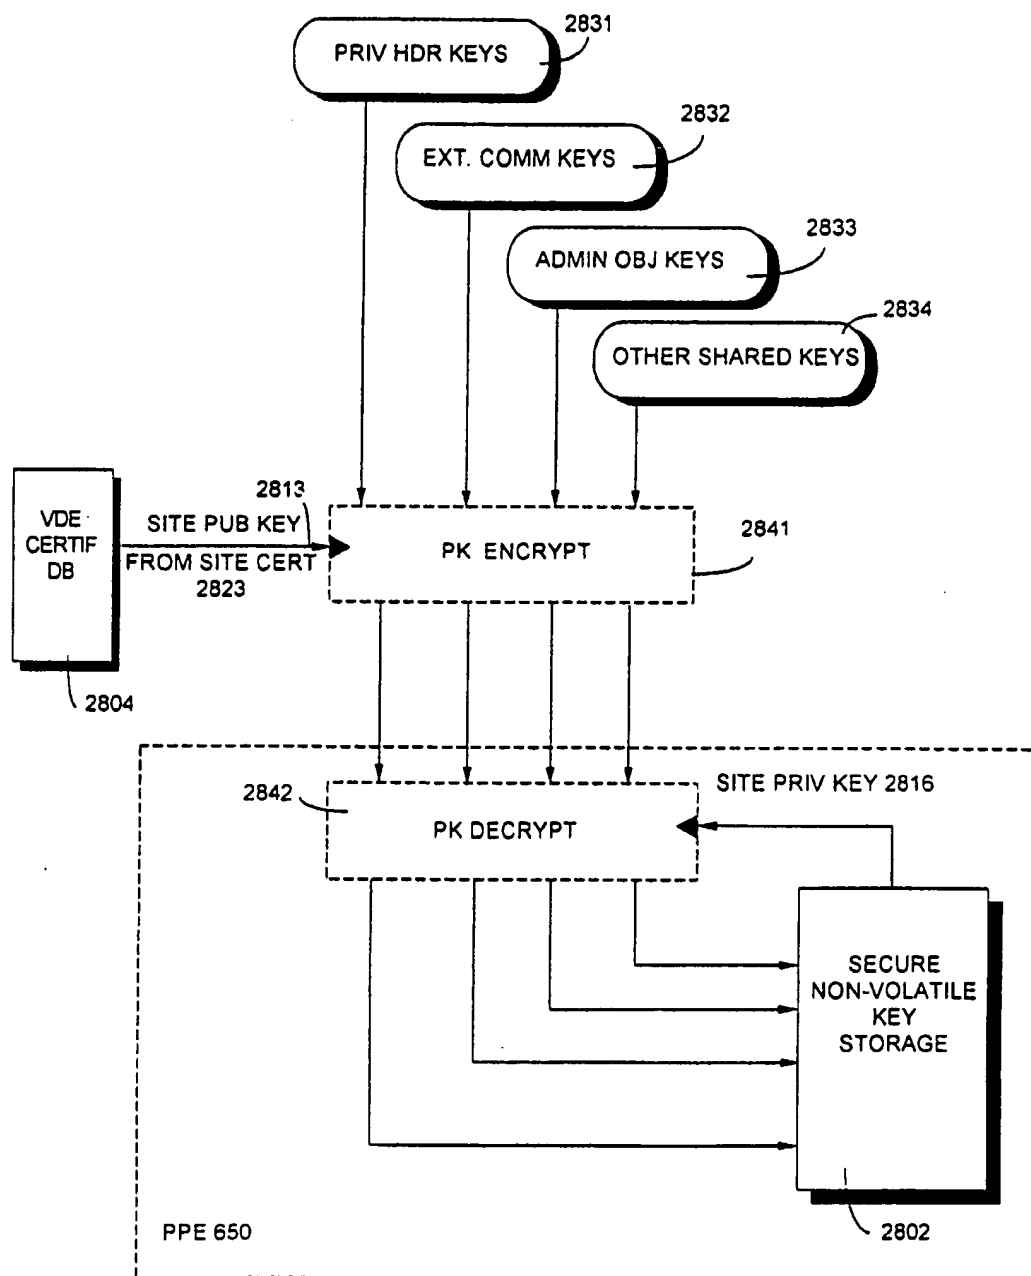 2831
PRIV HDR KEYS
2832
EXT. COMM KEYS
2833
ADMIN OBJ KEYS
2834
OTHER SHARED KEYS
2813
VDE
CERTIF
DB
SITE PUB KEY
FROM SITE CERT
2823
PK ENCRYPT
2841
2804
2842
SITE PRIV KEY 2816
PK DECRYPT
SECURE
NON-VOLATILE
KEY
STORAGE
PPE 650
2802